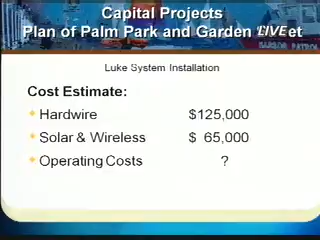 Capital Projects
Plan of Palm Park and Garden et
LIVE
Luke System Installation
Cost Estimate:
Hardwire $125,000
Solar & Wireless $ 65,000
Operating Costs ?